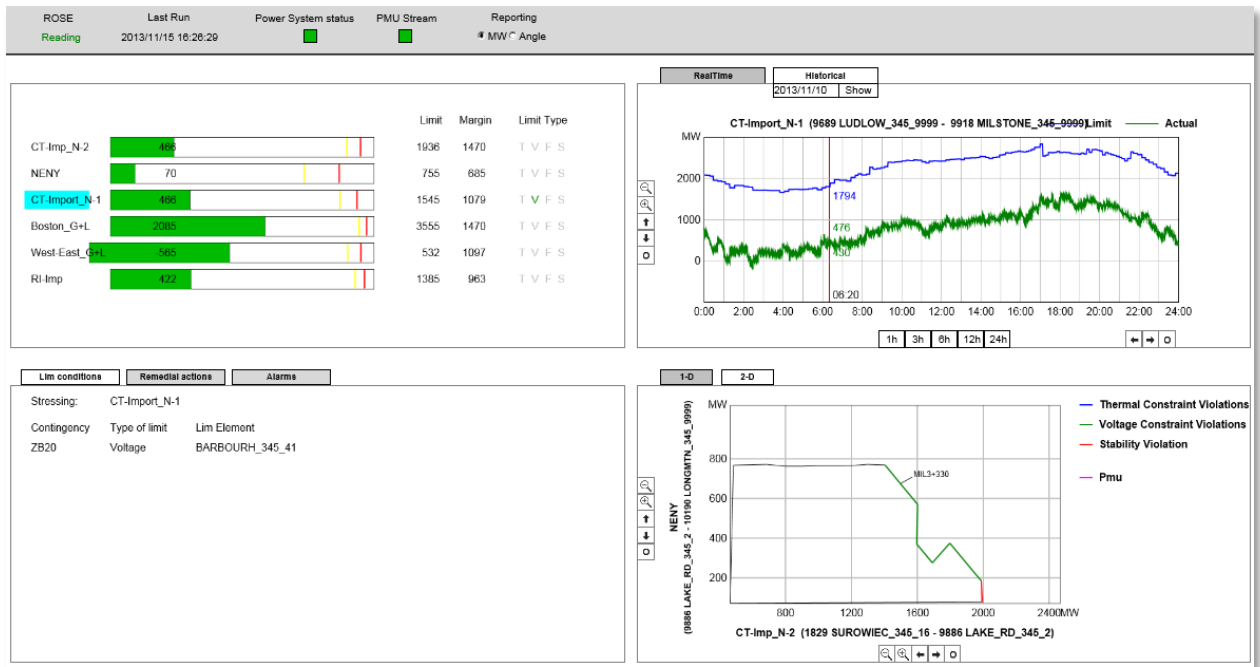 ROSE Last Run Power System status PMU Stream Reporting
Reading 2013/11/15 16:26:29 MW Angle
RealTime Historical
2013/11/10 Show
Limit Margin Limit Type
CT-Imp_N-2 466 1936 1470 T V F S
NENY 70 755 685 T V F S
CT-Import_N-1 466 1545 1079 T V F S
Boston_G+L 2085 3555 1470 T V F S
West-East_G+L -565 532 1097 T V F S
RI-Imp 422 1385 963 T V F S
CT-Import_N-1 (9689 LUDLOW_345_9999 - 9918 MILSTONE_345_9999) Limit Actual
MW
2000
1000
0
1794
476
430
06:20
0:00 2:00 4:00 6:00 8:00 10:00 12:00 14:00 16:00 18:00 20:00 22:00 24:00
1h 3h 6h 12h 24h
Lim conditions Remedial actions Alarms
Stressing: CT-Import_N-1
Contingency Type of limit Lim Element
ZB20 Voltage BARBOURH_345_41
1-D 2-D
MW
800
600
400
200
NENY
(9886 LAKE_RD_345_2 - 10190 LONGMTN_345_9999)
MIL3+330
800 1200 1600 2000 2400MW
CT-Imp_N-2 (1829 SUROWIEC_345_16 - 9886 LAKE_RD_345_2)
Thermal Constraint Violations
Voltage Constraint Violations
Stability Violation
Pmu